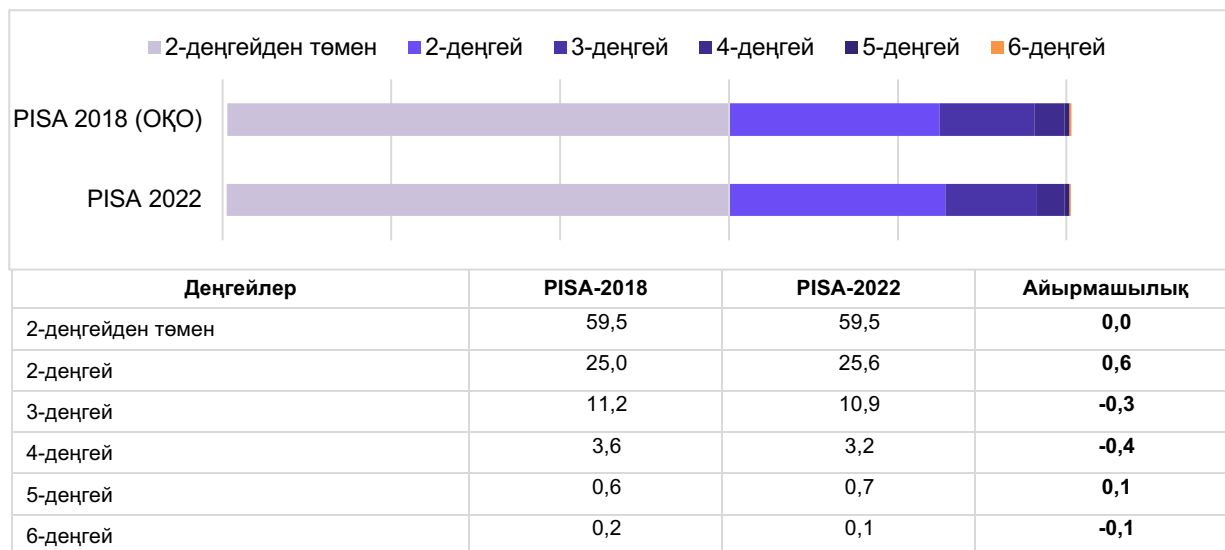 2-деңгейден төмен 2-деңгей 3-деңгей 4-деңгей 5-деңгей 6-деңгей
PISA 2018 (ОҚО)
PISA 2022
Деңгейлер PISA-2018 PISA-2022 Айырмашылық
2-деңгейден төмен 59,5 59,5 0,0
2-деңгей 25,0 25,6 0,6
3-деңгей 11,2 10,9 -0,3
4-деңгей 3,6 3,2 -0,4
5-деңгей 0,6 0,7 0,1
6-деңгей 0,2 0,1 -0,1